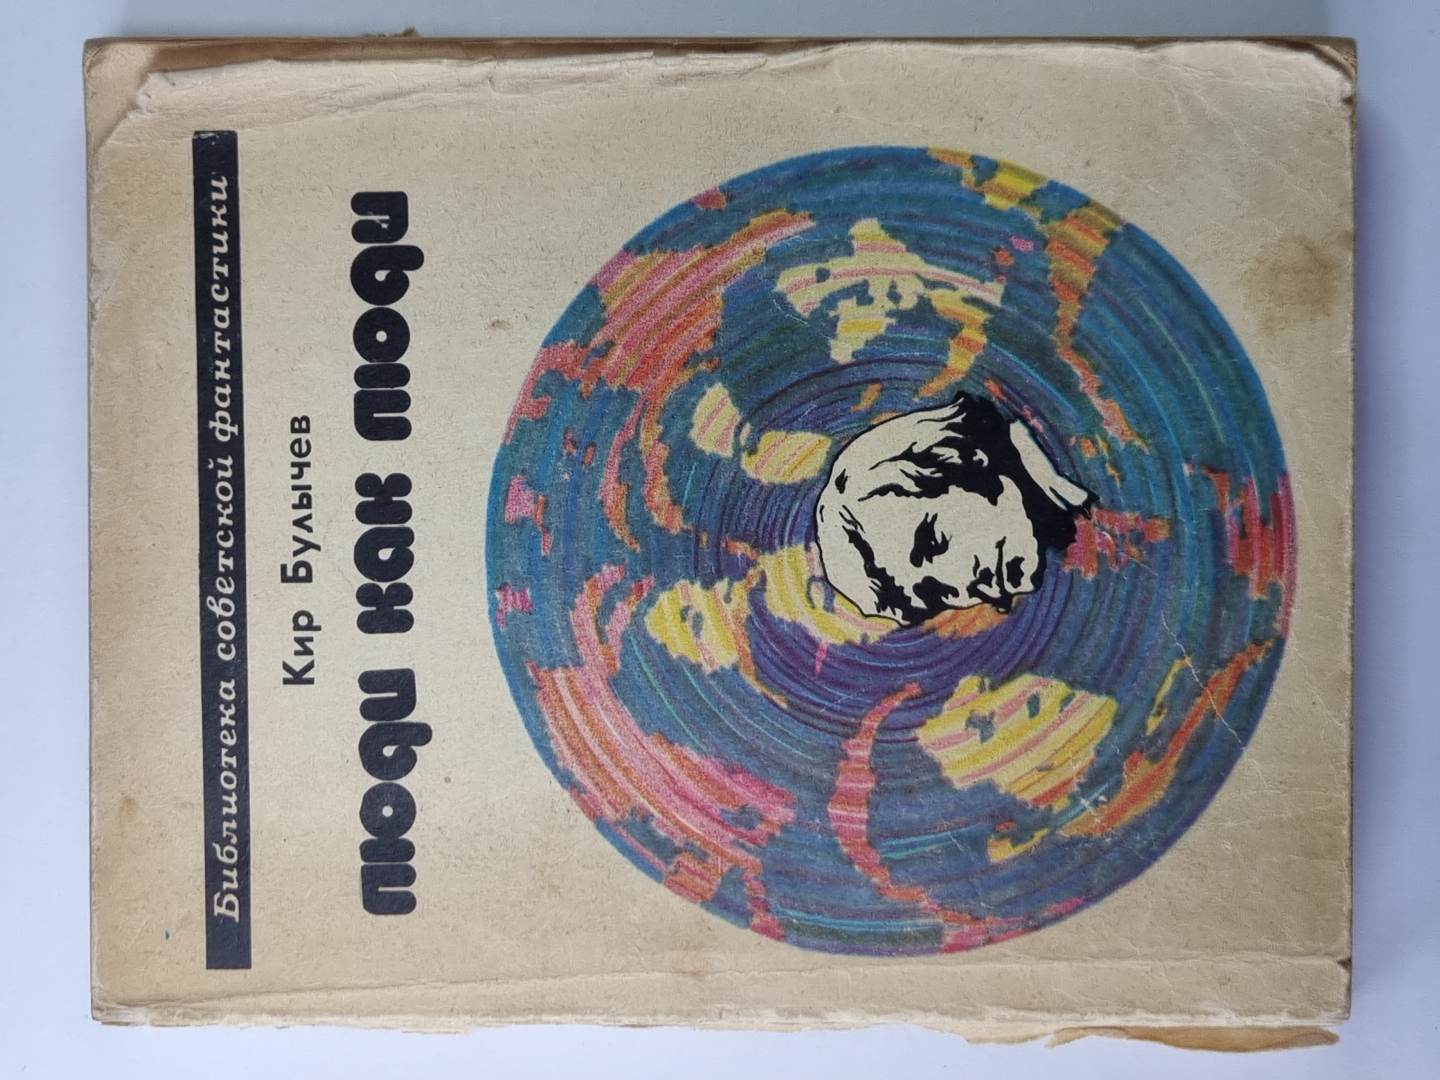 Библиотека советской фантастики
Кир Булычев
люди как люди